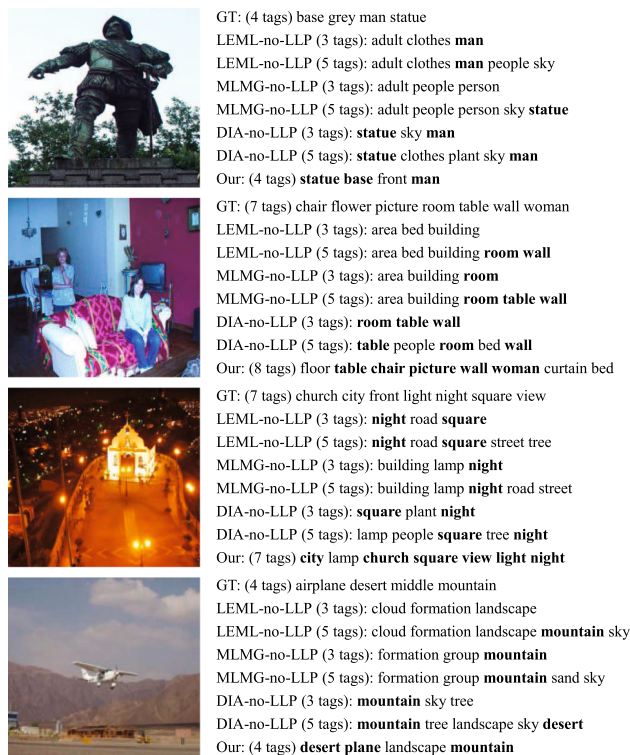 GT: (4 tags) base grey man statue
LEML-no-LLP (3 tags): adult clothes man
LEML-no-LLP (5 tags): adult clothes man people sky
MLMG-no-LLP (3 tags): adult people person
MLMG-no-LLP (5 tags): adult people person sky statue
DIA-no-LLP (3 tags): statue sky man
DIA-no-LLP (5 tags): statue clothes plant sky man
Our: (4 tags) statue base front man
GT: (7 tags) chair flower picture room table wall woman
LEML-no-LLP (3 tags): area bed building
LEML-no-LLP (5 tags): area bed building room wall
MLMG-no-LLP (3 tags): area building room
MLMG-no-LLP (5 tags): area building room table wall
DIA-no-LLP (3 tags): room table wall
DIA-no-LLP (5 tags): table people room bed wall
Our: (8 tags) floor table chair picture wall woman curtain bed
GT: (7 tags) church city front light night square view
LEML-no-LLP (3 tags): night road square
LEML-no-LLP (5 tags): night road square street tree
MLMG-no-LLP (3 tags): building lamp night
MLMG-no-LLP (5 tags): building lamp night road street
DIA-no-LLP (3 tags): square plant night
DIA-no-LLP (5 tags): lamp people square tree night
Our: (7 tags) city lamp church square view light night
GT: (4 tags) airplane desert middle mountain
LEML-no-LLP (3 tags): cloud formation landscape
LEML-no-LLP (5 tags): cloud formation landscape mountain sky
MLMG-no-LLP (3 tags): formation group mountain
MLMG-no-LLP (5 tags): formation group mountain sand sky
DIA-no-LLP (3 tags): mountain sky tree
DIA-no-LLP (5 tags): mountain tree landscape sky desert
Our: (4 tags) desert plane landscape mountain